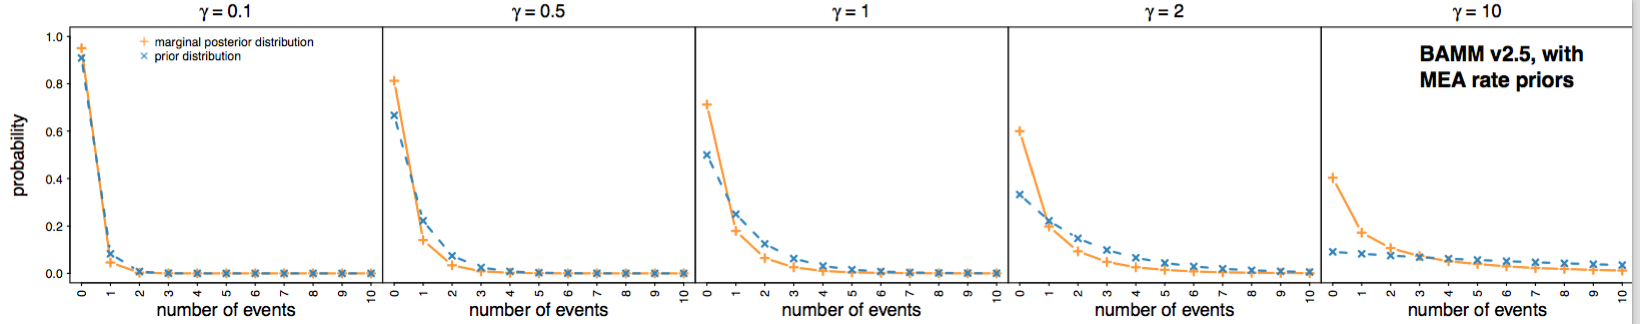 γ = 0.1
γ = 0.5
γ = 1
γ = 2
γ = 10
probability
1.0
0.8
0.6
0.4
0.2
0.0
marginal posterior distribution
prior distribution
BAMM v2.5, with
MEA rate priors
0 1 2 3 4 5 6 7 8 9 10
0 1 2 3 4 5 6 7 8 9 10
0 1 2 3 4 5 6 7 8 9 10
0 1 2 3 4 5 6 7 8 9 10
0 1 2 3 4 5 6 7 8 9 10
number of events
number of events
number of events
number of events
number of events